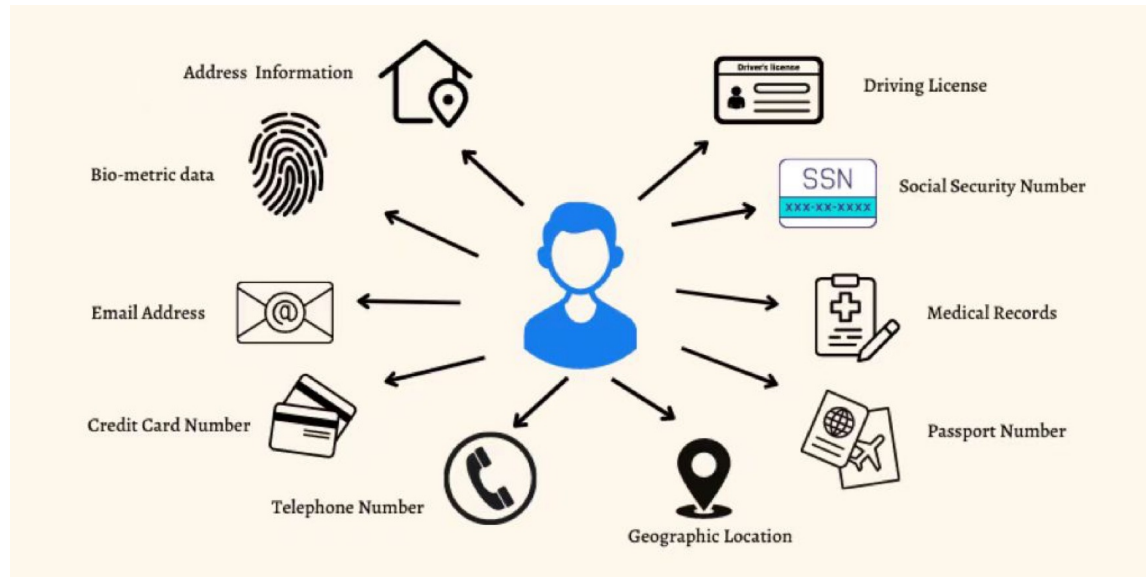 Address Information
Driver's license
Driving License
Bio-metric data
SSN
xxx-xx-xxxx
Social Security Number
Email Address
@
Medical Records
Credit Card Number
Passport Number
Telephone Number
Geographic Location